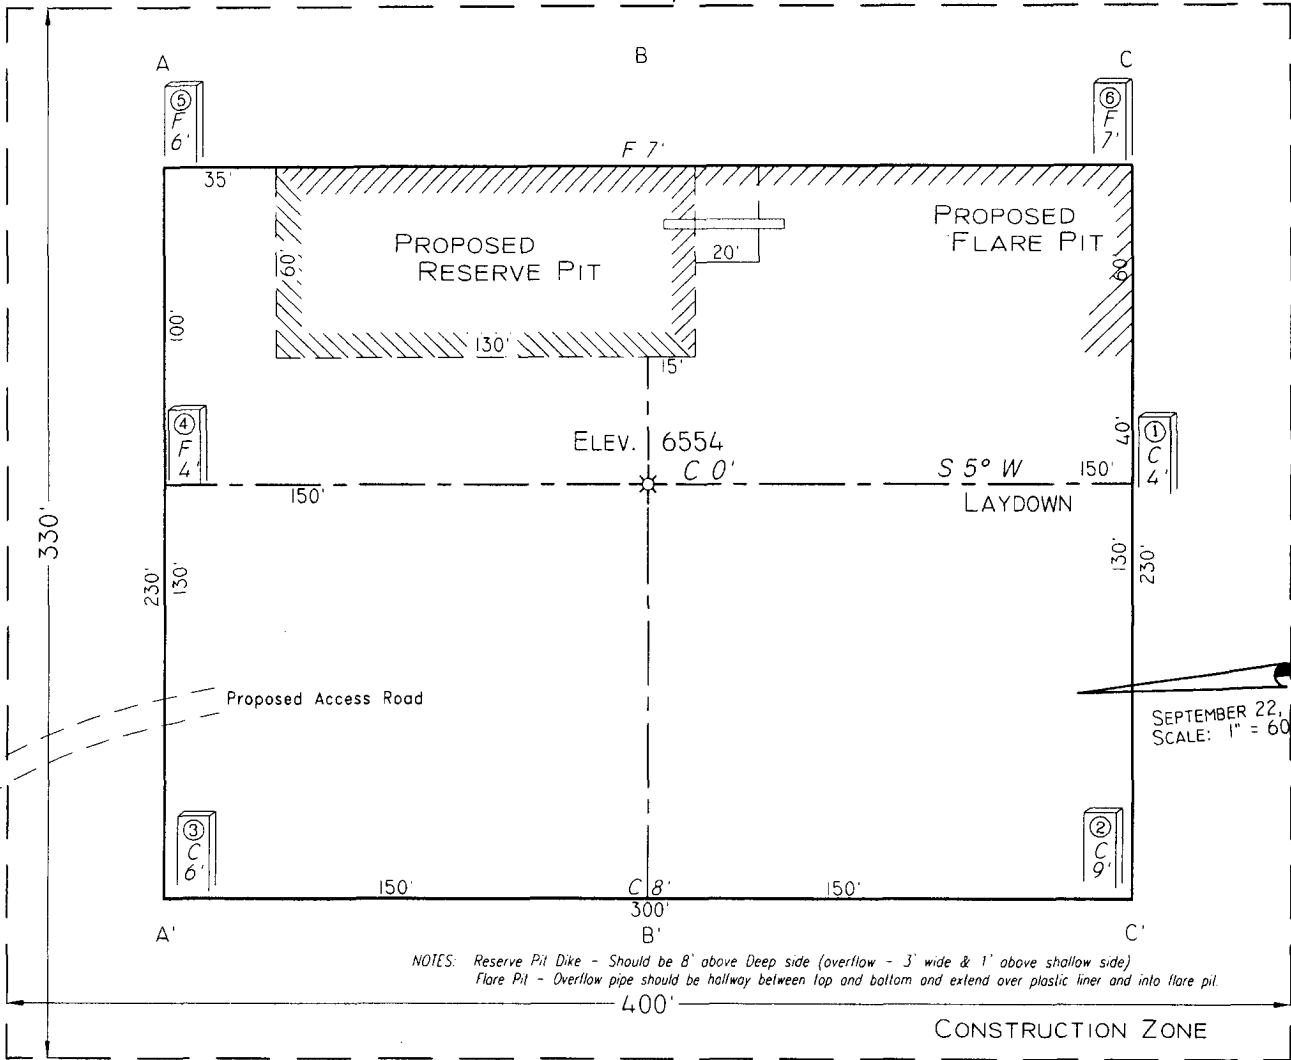 A
B
C
⑤
F
6'
⑥
F
7'
F 7'
35'
PROPOSED
RESERVE PIT
PROPOSED
FLARE PIT
60'
20'
60'
100'
130'
15'
④
F
4'
ELEV. 6554
C 0'
S 5° W
150'
40'
①
C
4'
150'
LAYDOWN
330'
230'
130'
130'
230'
Proposed Access Road
SEPTEMBER 22,
SCALE: 1" = 60
③
C
6'
②
C
9'
150'
C 8'
150'
300'
A'
B'
C'
NOTES: Reserve Pit Dike - Should be 8' above Deep side (overflow - 3' wide & 1' above shallow side)
Flare Pit - Overflow pipe should be halfway between top and bottom and extend over plastic liner and into flare pit.
400'
CONSTRUCTION ZONE